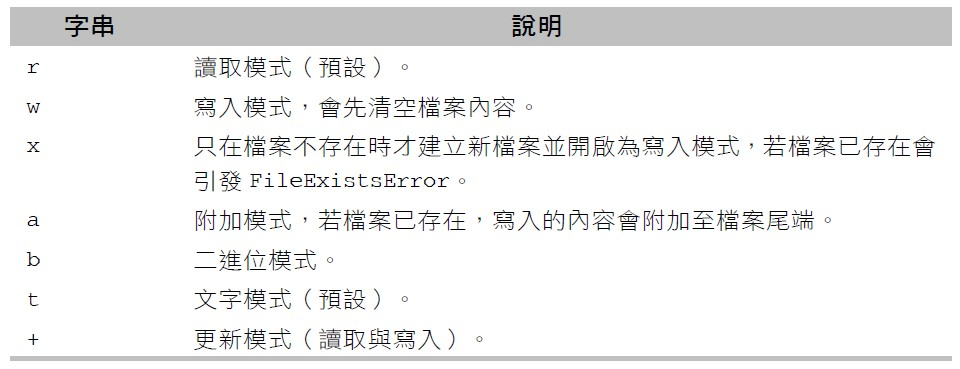 字串 說明
r 讀取模式（預設）。
w 寫入模式，會先清空檔案內容。
x 只在檔案不存在時才建立新檔案並開啟為寫入模式，若檔案已存在會
引發 FileExistsError。
a 附加模式，若檔案已存在，寫入的內容會附加至檔案尾端。
b 二進位模式。
t 文字模式（預設）。
+ 更新模式（讀取與寫入）。